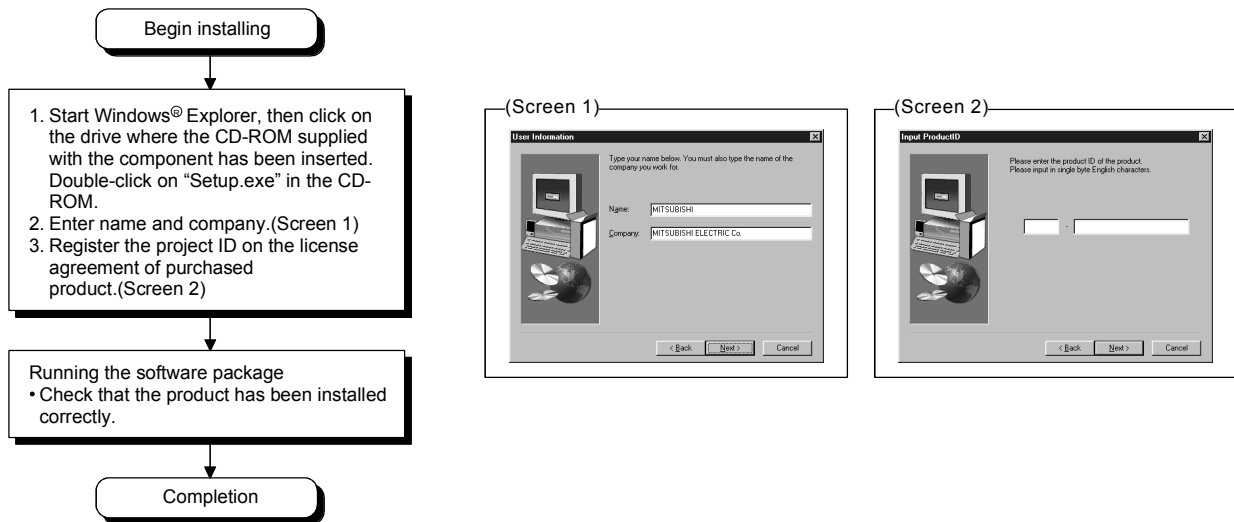 Begin installing
1. Start Windows® Explorer, then click on
the drive where the CD-ROM supplied
with the component has been inserted.
Double-click on “Setup.exe” in the CD-
ROM.
2. Enter name and company.(Screen 1)
3. Register the project ID on the license
agreement of purchased
product.(Screen 2)
Running the software package
• Check that the product has been installed
correctly.
Completion
(Screen 1)
User Information
Type your name below. You must also type the name of the
company you work for.
Name: MITSUBISHI
Company: MITSUBISHI ELECTRIC Co.
< Back Next > Cancel
(Screen 2)
Input ProductID
Please enter the product ID of the product.
Please input in single byte English characters.
-
< Back Next > Cancel